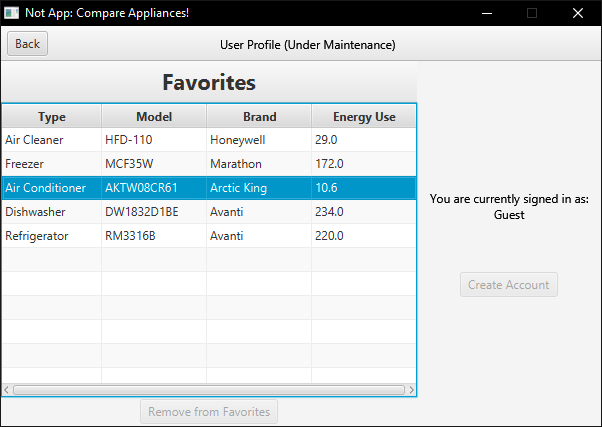 Not App: Compare Appliances!
Back
User Profile (Under Maintenance)
Favorites
Type Model Brand Energy Use
Air Cleaner HFD-110 Honeywell 29.0
Freezer MCF35W Marathon 172.0
Air Conditioner AKTW08CR61 Arctic King 10.6
Dishwasher DW1832D1BE Avanti 234.0
Refrigerator RM3316B Avanti 220.0
Remove from Favorites
You are currently signed in as:
Guest
Create Account